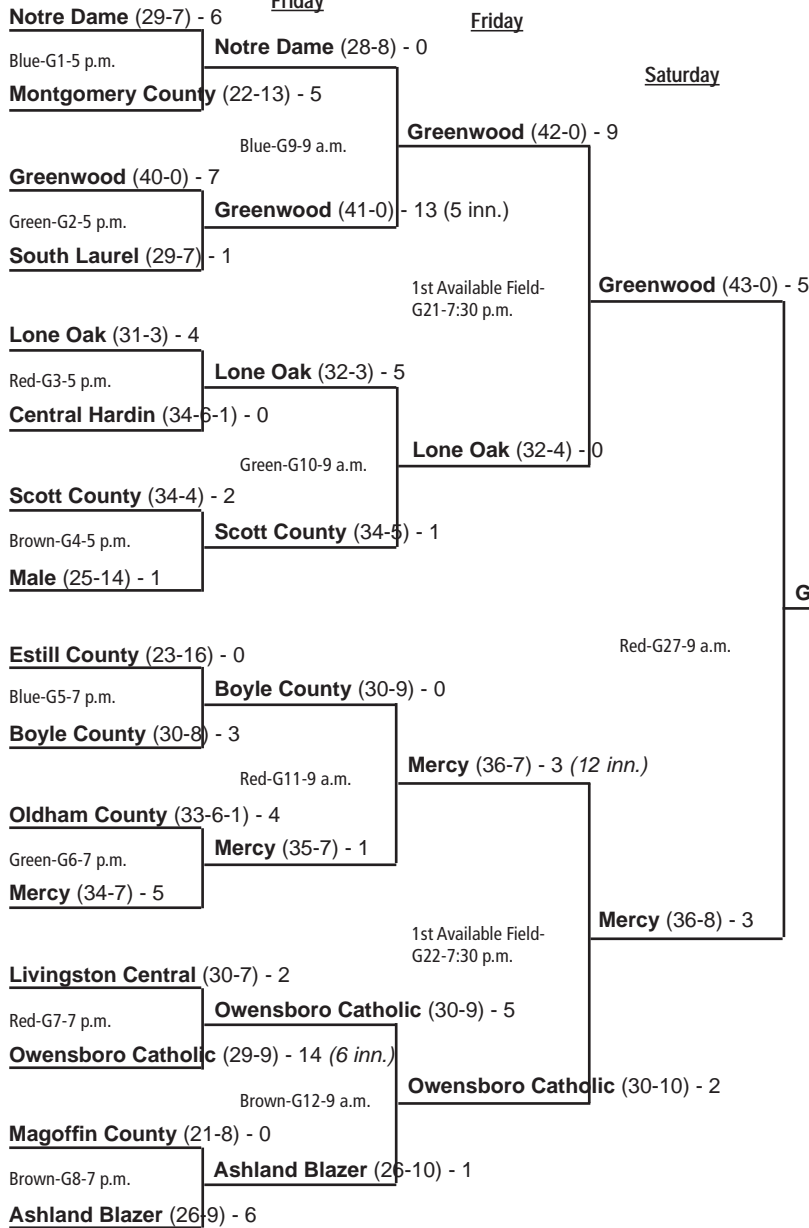 Friday
Friday
Saturday
Notre Dame (29-7) - 6
Blue-G1-5 p.m.
Montgomery County (22-13) - 5
Greenwood (40-0) - 7
Green-G2-5 p.m.
South Laurel (29-7) - 1
Lone Oak (31-3) - 4
Red-G3-5 p.m.
Central Hardin (34-6-1) - 0
Scott County (34-4) - 2
Brown-G4-5 p.m.
Male (25-14) - 1
Estill County (23-16) - 0
Blue-G5-7 p.m.
Boyle County (30-8) - 3
Oldham County (33-6-1) - 4
Green-G6-7 p.m.
Mercy (34-7) - 5
Livingston Central (30-7) - 2
Red-G7-7 p.m.
Owensboro Catholic (29-9) - 14 (6 inn.)
Magoffin County (21-8) - 0
Brown-G8-7 p.m.
Ashland Blazer (26-9) - 6
Notre Dame (28-8) - 0
Blue-G9-9 a.m.
Greenwood (41-0) - 13 (5 inn.)
Lone Oak (32-3) - 5
Green-G10-9 a.m.
Scott County (34-5) - 1
Boyle County (30-9) - 0
Red-G11-9 a.m.
Mercy (35-7) - 1
Owensboro Catholic (30-9) - 5
Brown-G12-9 a.m.
Ashland Blazer (26-10) - 1
Greenwood (42-0) - 9
1st Available Field-
G21-7:30 p.m.
Lone Oak (32-4) - 0
Mercy (36-7) - 3 (12 inn.)
1st Available Field-
G22-7:30 p.m.
Owensboro Catholic (30-10) - 2
Greenwood (43-0) - 5
Red-G27-9 a.m.
Mercy (36-8) - 3